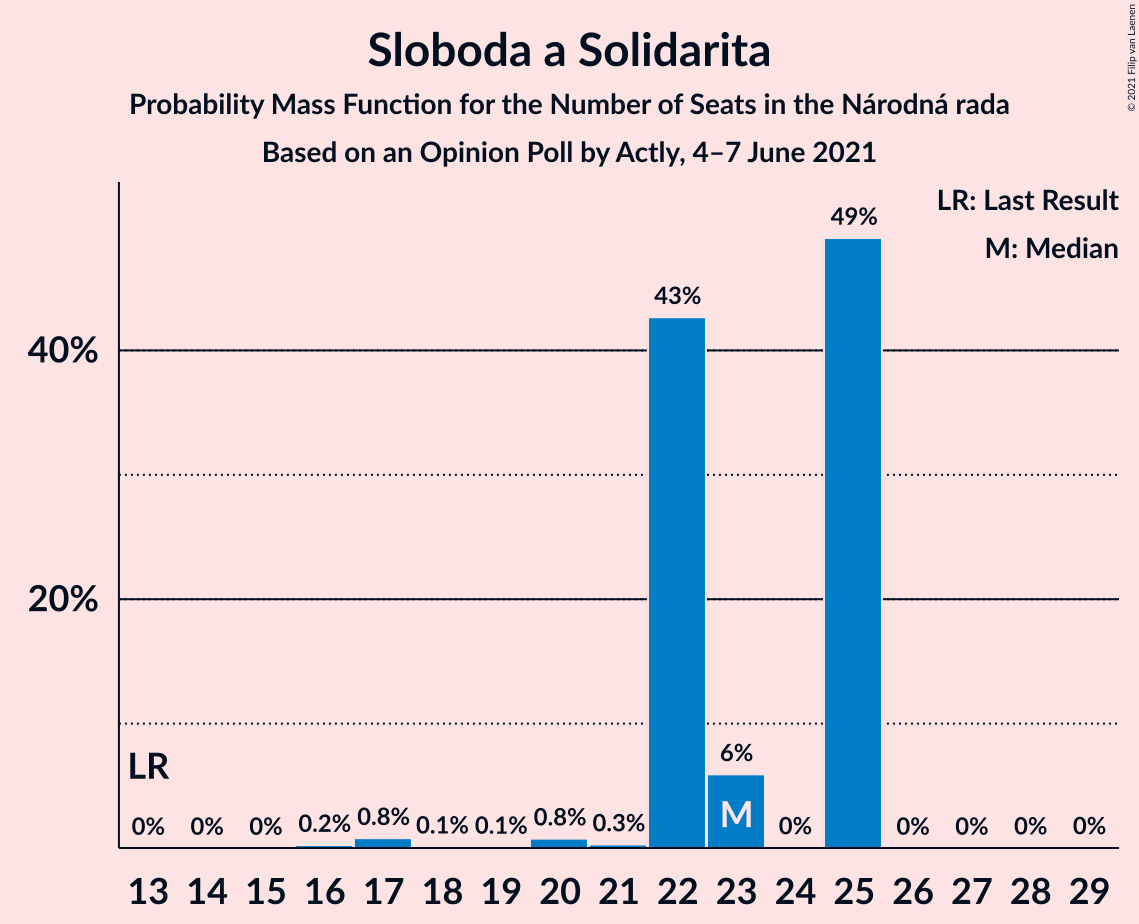 Sloboda a Solidarita
Probability Mass Function for the Number of Seats in the Národná rada
Based on an Opinion Poll by Actly, 4–7 June 2021
© 2021 Filip van Laenen
LR: Last Result
M: Median
40%
20%
LR
0% 0% 0% 0.2% 0.8% 0.1% 0.1% 0.8% 0.3% 43% 6% 0% 49% 0% 0% 0% 0%
M
13 14 15 16 17 18 19 20 21 22 23 24 25 26 27 28 29